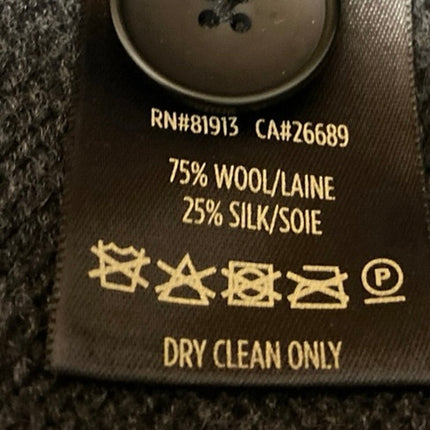 RN#81913 CA#26689
75% WOOL/LAINE
25% SILK/SOIE
P
DRY CLEAN ONLY